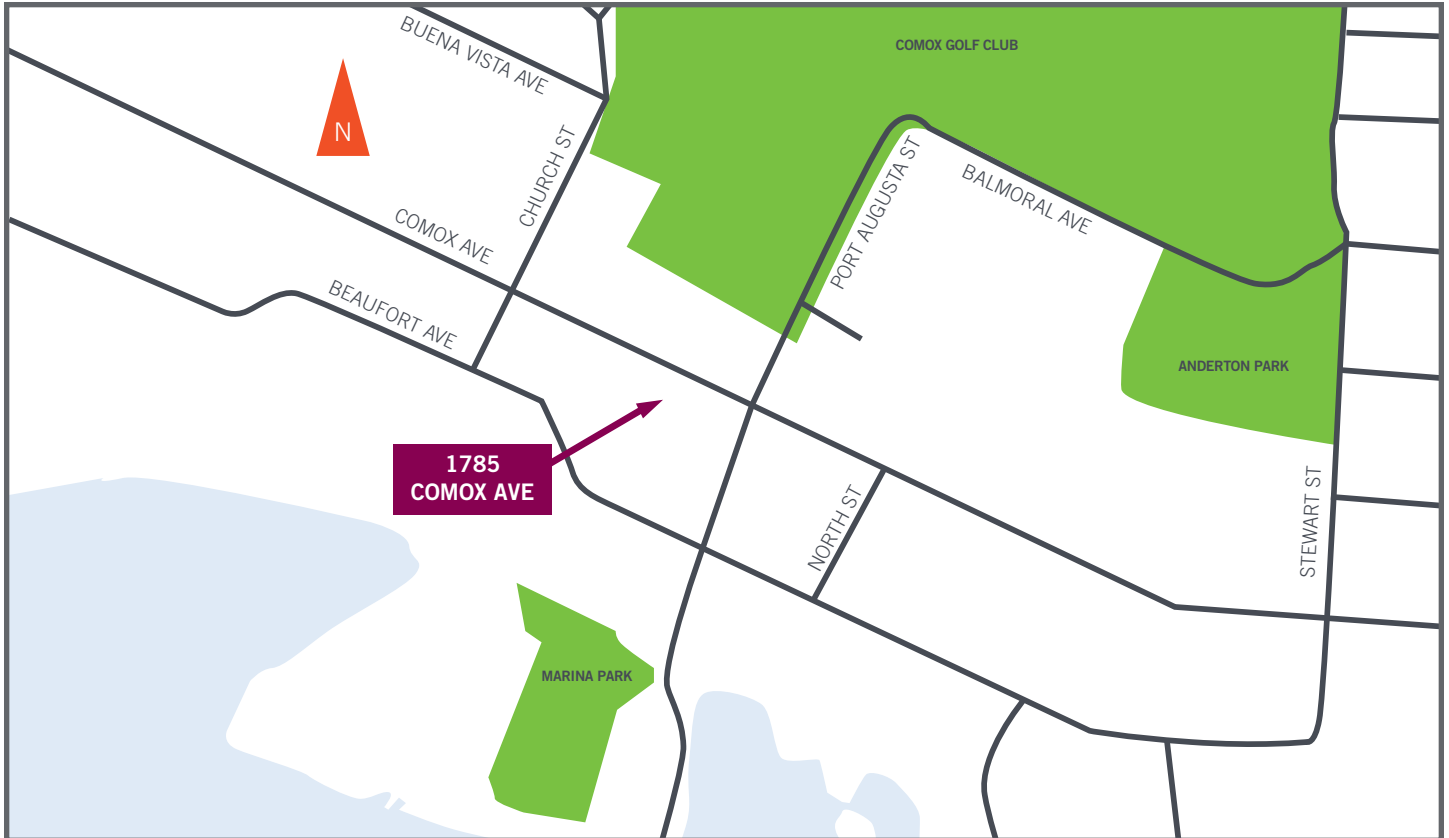 COMOX GOLF CLUB
BUENA VISTA AVE
N
CHURCH ST
PORT AUGUSTA ST
BALMORAL AVE
COMOX AVE
BEAUFORT AVE
ANDERTON PARK
1785
COMOX AVE
NORTH ST
STEWART ST
MARINA PARK